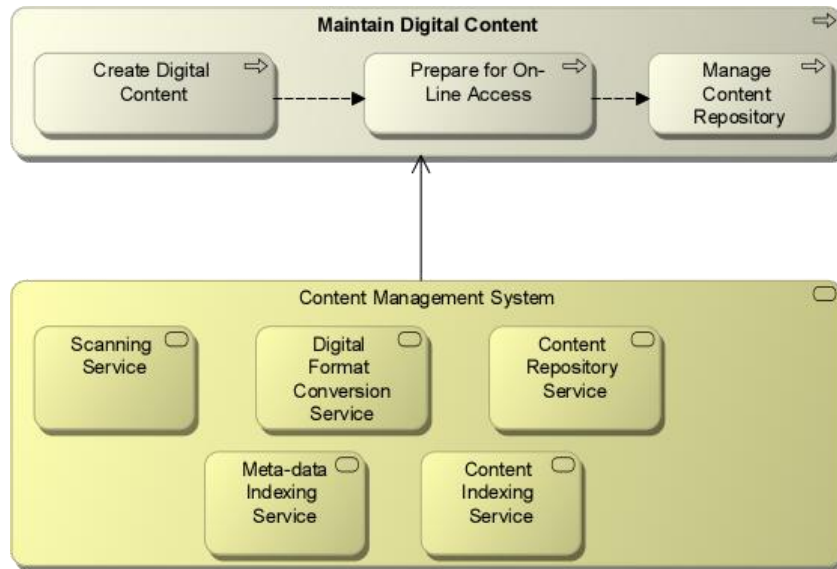 Maintain Digital Content
Create Digital
Content
Prepare for On-
Line Access
Manage
Content
Repository
Content Management System
Scanning
Service
Digital
Format
Conversion
Service
Content
Repository
Service
Meta-data
Indexing
Service
Content
Indexing
Service